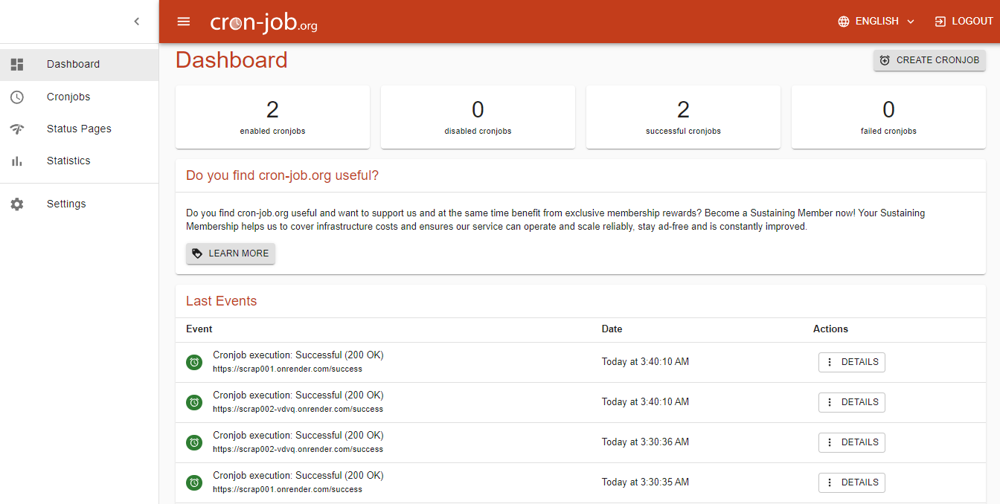 cron-job.org
ENGLISH
LOGOUT
Dashboard
Cronjobs
Status Pages
Statistics
Settings
Dashboard
CREATE CRONJOB
2
enabled cronjobs
0
disabled cronjobs
2
successful cronjobs
0
failed cronjobs
Do you find cron-job.org useful?
Do you find cron-job.org useful and want to support us and at the same time benefit from exclusive membership rewards? Become a Sustaining Member now! Your Sustaining
Membership helps us to cover infrastructure costs and ensures our service can operate and scale reliably, stay ad-free and is constantly improved.
LEARN MORE
Last Events
Event Date Actions
Cronjob execution: Successful (200 OK)
https://scrap001.onrender.com/success
Today at 3:40:10 AM
DETAILS
Cronjob execution: Successful (200 OK)
https://scrap002-vdvq.onrender.com/success
Today at 3:40:10 AM
DETAILS
Cronjob execution: Successful (200 OK)
https://scrap002-vdvq.onrender.com/success
Today at 3:30:36 AM
DETAILS
Cronjob execution: Successful (200 OK)
https://scrap001.onrender.com/success
Today at 3:30:35 AM
DETAILS